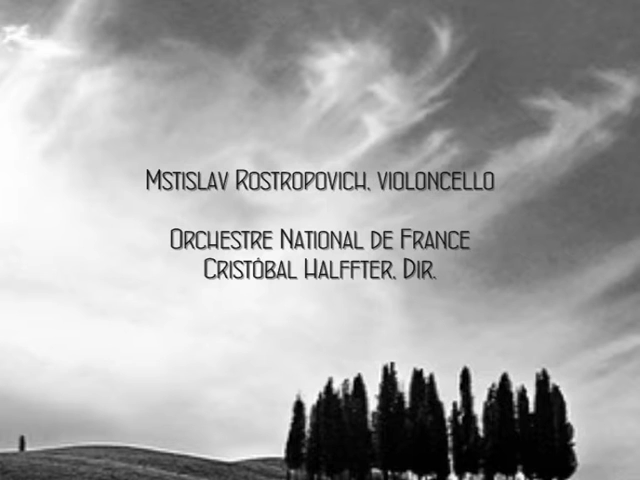 Mstislav Rostropovich, violoncello
Orchestre National de France
Cristóbal Halffter, Dir.